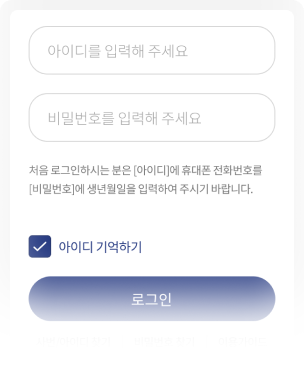 아이디를 입력해 주세요
비밀번호를 입력해 주세요
처음 로그인하시는 분은 [아이디]에 휴대폰 전화번호를
[비밀번호]에 생년월일을 입력하여 주시기 바랍니다.
아이디 기억하기
로그인